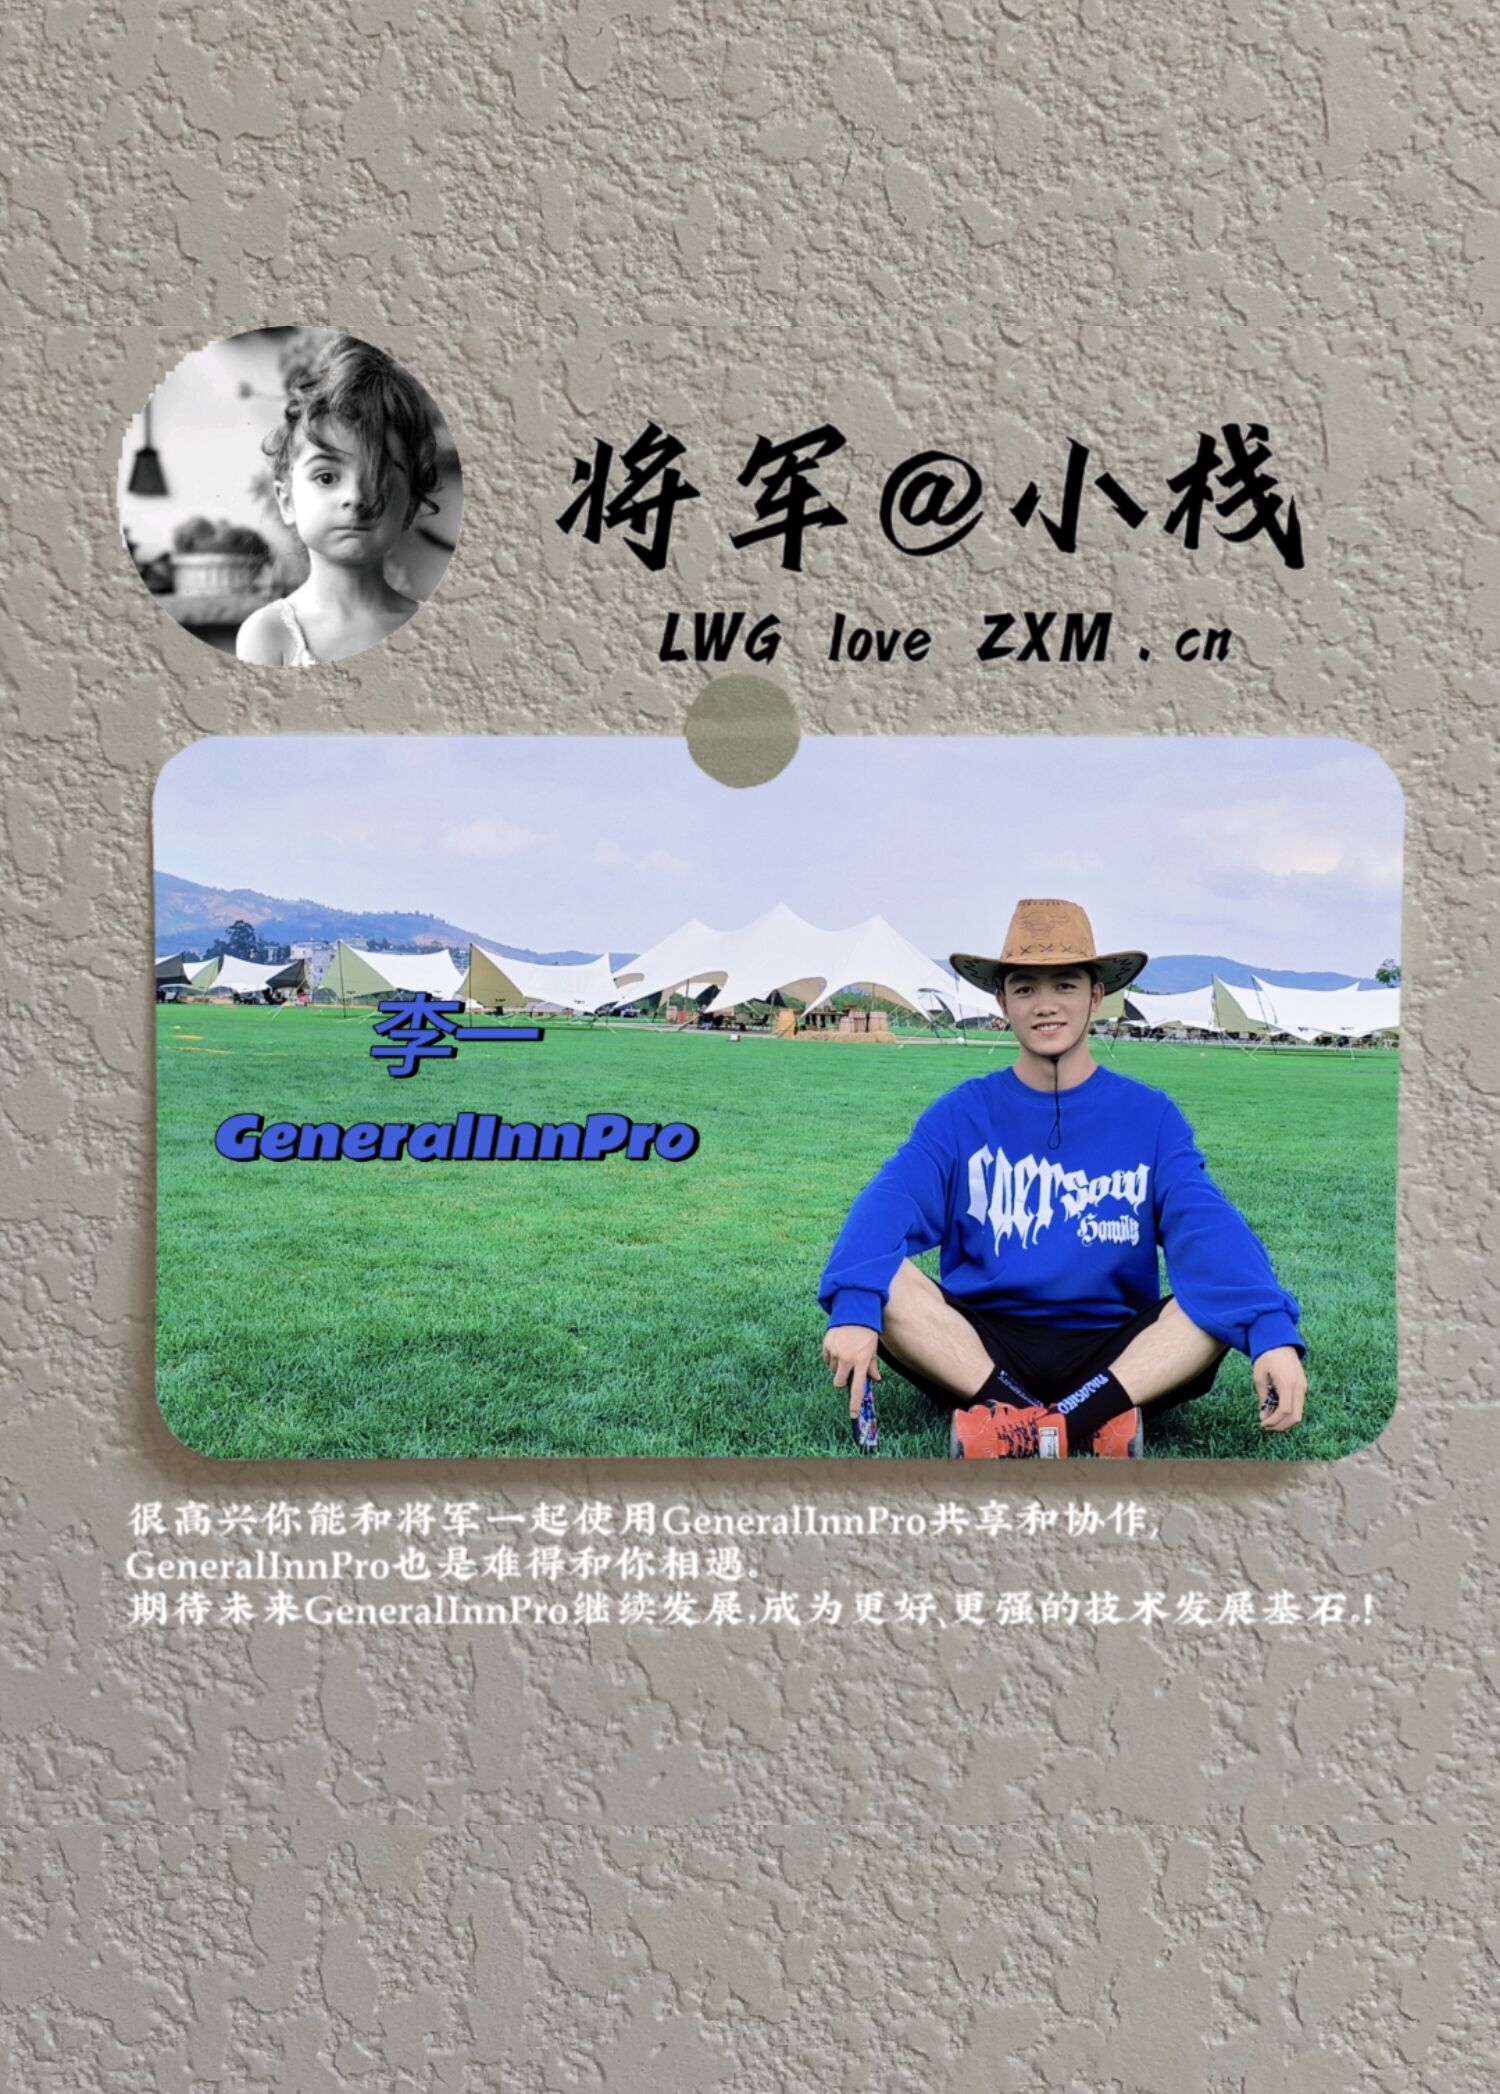 将军@小栈
LWG love ZXM.cn
李一
GeneralInnPro
很高兴你能和将军一起使用GeneralInnPro共享和协作,
GeneralInnPro也是难得和你相遇.
期待未来GeneralInnPro继续发展,成为更好、更强的技术发展基石.!